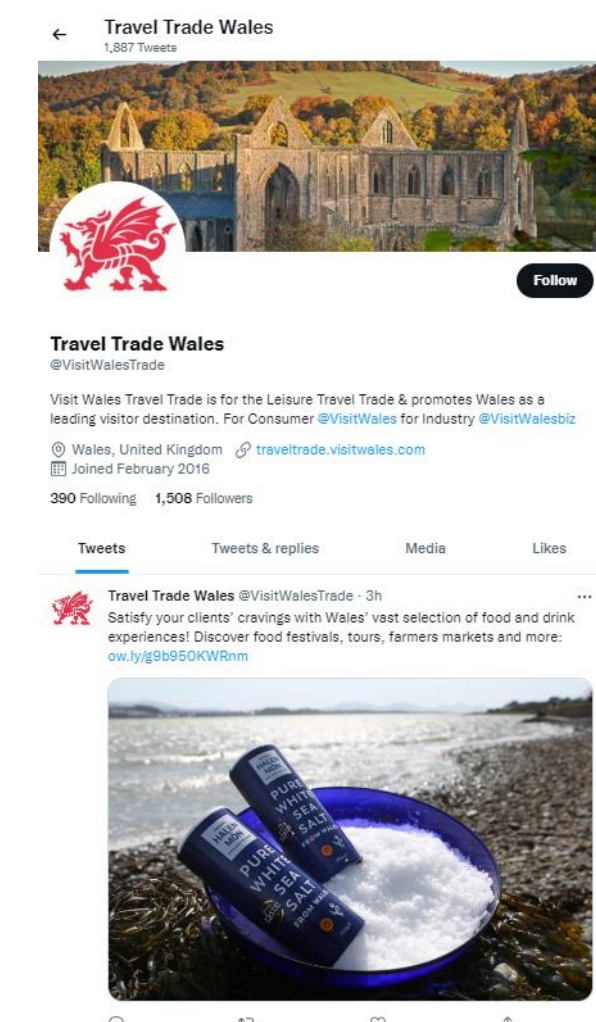 Travel Trade Wales
1,887 Tweets
Follow
Travel Trade Wales
@VisitWalesTrade
Visit Wales Travel Trade is for the Leisure Travel Trade & promotes Wales as a
leading visitor destination. For Consumer @VisitWales for Industry @VisitWalesbiz
Wales, United Kingdom traveltrade.visitwales.com
Joined February 2016
390 Following 1,508 Followers
Tweets Tweets & replies Media Likes
Travel Trade Wales @VisitWalesTrade · 3h
Satisfy your clients' cravings with Wales' vast selection of food and drink
experiences! Discover food festivals, tours, farmers markets and more:
ow.ly/g9b950KWRnm
HALEN
MÔN
PURE
WHITE
SEA
SALT
FROM WALES
HALEN
MÔN
PURE
WHITE
SEA
SALT
FROM WALES